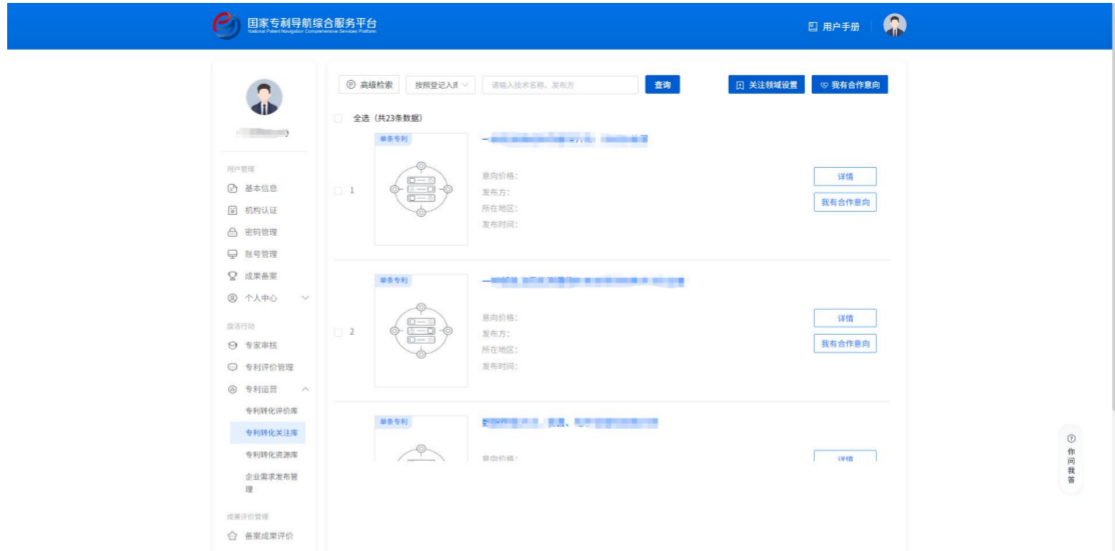 国家专利导航综合服务平台
National Patent Navigation Comprehensive Services Platform
用户手册
高级检索
按照登记入库
请输入技术名称、发布方
查询
关注领域设置
我有合作意向
全选（共23条数据）
用户管理
基本信息
机构认证
密码管理
账号管理
成果备案
个人中心
盘活行动
专家审核
专利评价管理
专利运营
专利转化评价库
专利转化关注库
专利转化资源库
企业需求发布管
理
成果评价管理
备案成果评价
单条专利
1
意向价格：
发布方：
所在地区：
发布时间：
详情
我有合作意向
单条专利
2
意向价格：
发布方：
所在地区：
发布时间：
详情
我有合作意向
单条专利
意向价格：
详情
你
问
我
答